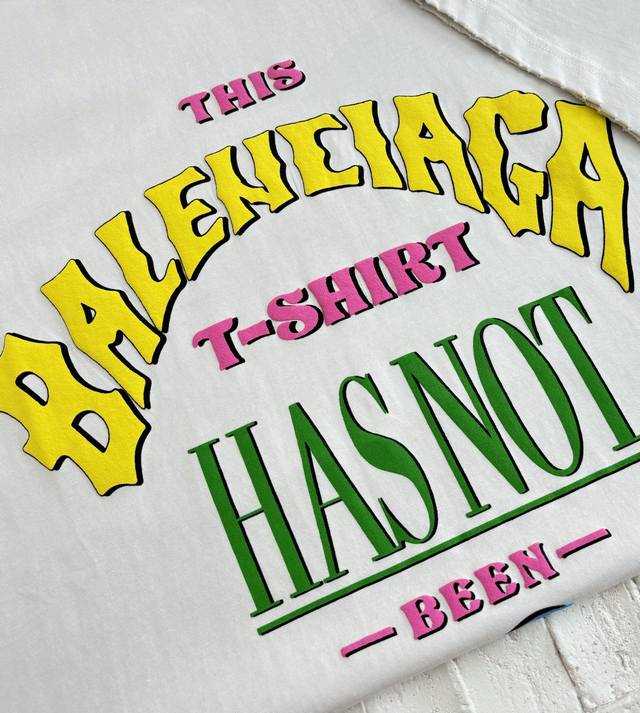 THIS
BALENCIAGA
T-SHIRT
HAS NOT
— BEEN —